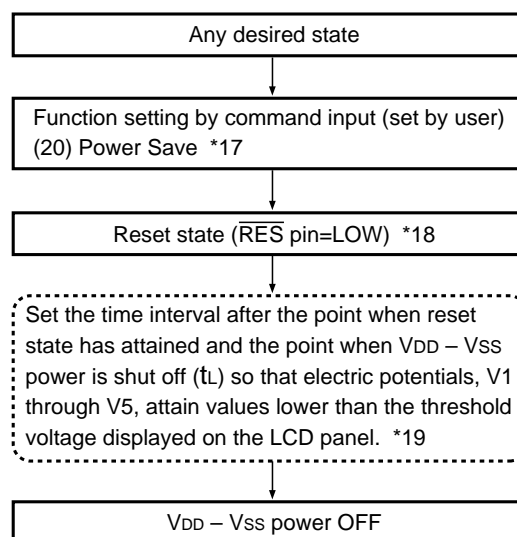 Any desired state
Function setting by command input (set by user)
(20) Power Save *17
Reset state (RES pin=LOW) *18
Set the time interval after the point when reset
state has attained and the point when VDD – VSS
power is shut off (tL) so that electric potentials, V1
through V5, attain values lower than the threshold
voltage displayed on the LCD panel. *19
VDD – VSS power OFF